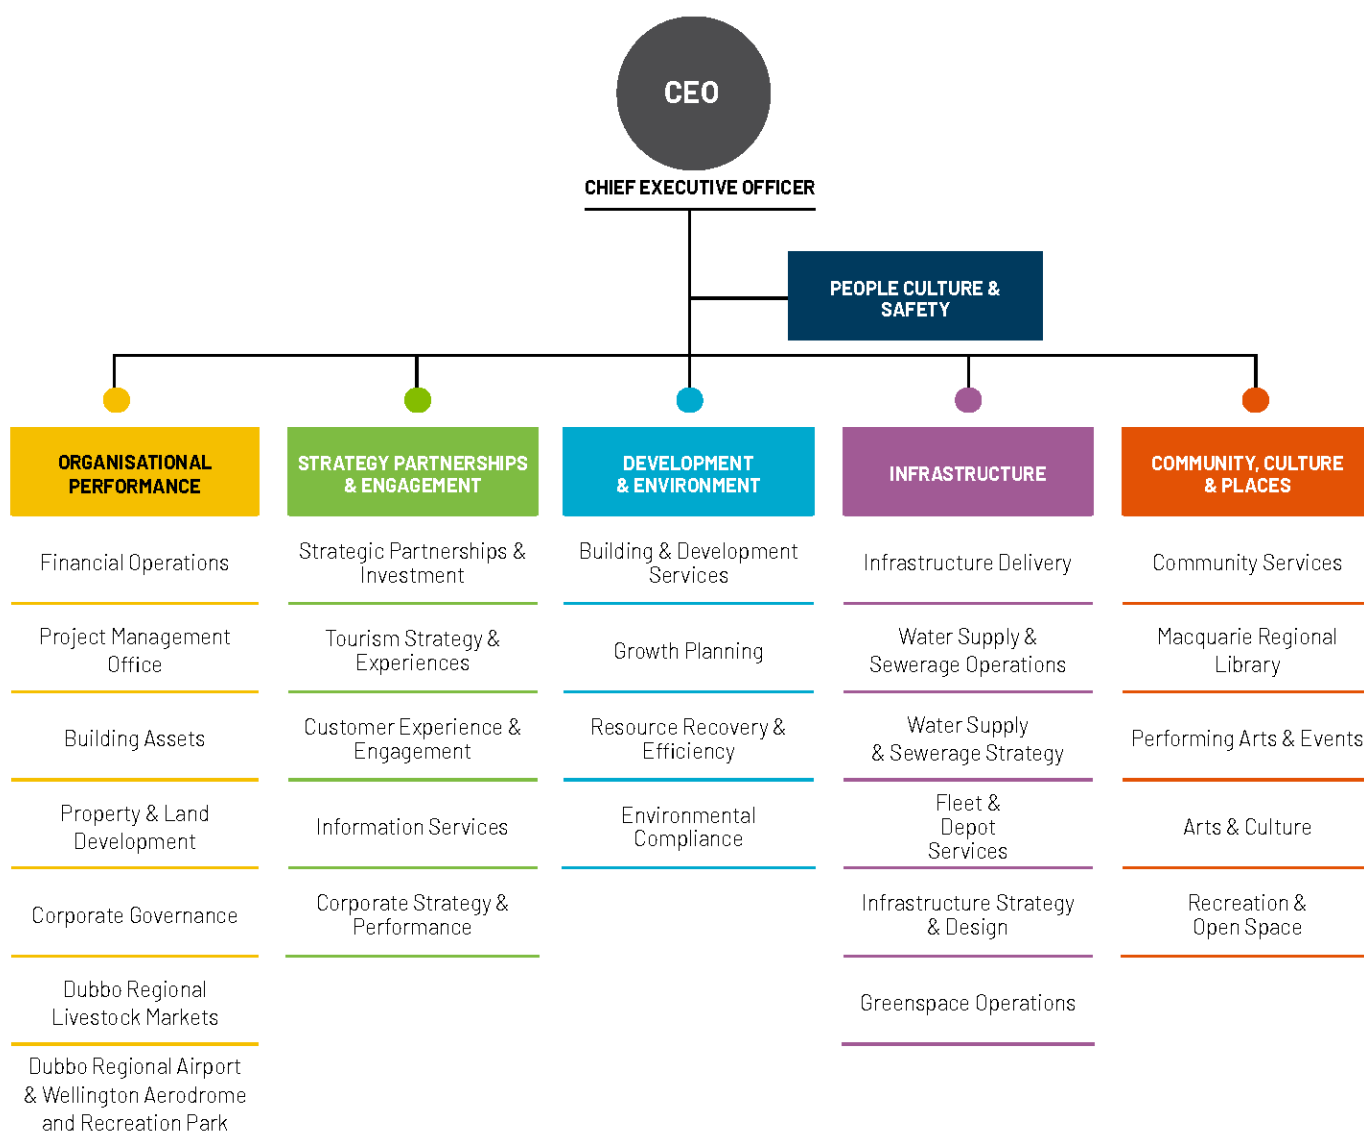 CEO
CHIEF EXECUTIVE OFFICER
PEOPLE CULTURE &
SAFETY
ORGANISATIONAL
PERFORMANCE
Financial Operations
Project Management
Office
Building Assets
Property & Land
Development
Corporate Governance
Dubbo Regional
Livestock Markets
Dubbo Regional Airport
& Wellington Aerodrome
and Recreation Park
STRATEGY PARTNERSHIPS
& ENGAGEMENT
Strategic Partnerships &
Investment
Tourism Strategy &
Experiences
Customer Experience &
Engagement
Information Services
Corporate Strategy &
Performance
DEVELOPMENT
& ENVIRONMENT
Building & Development
Services
Growth Planning
Resource Recovery &
Efficiency
Environmental
Compliance
INFRASTRUCTURE
Infrastructure Delivery
Water Supply &
Sewerage Operations
Water Supply
& Sewerage Strategy
Fleet &
Depot
Services
Infrastructure Strategy
& Design
Greenspace Operations
COMMUNITY, CULTURE
& PLACES
Community Services
Macquarie Regional
Library
Performing Arts & Events
Arts & Culture
Recreation &
Open Space